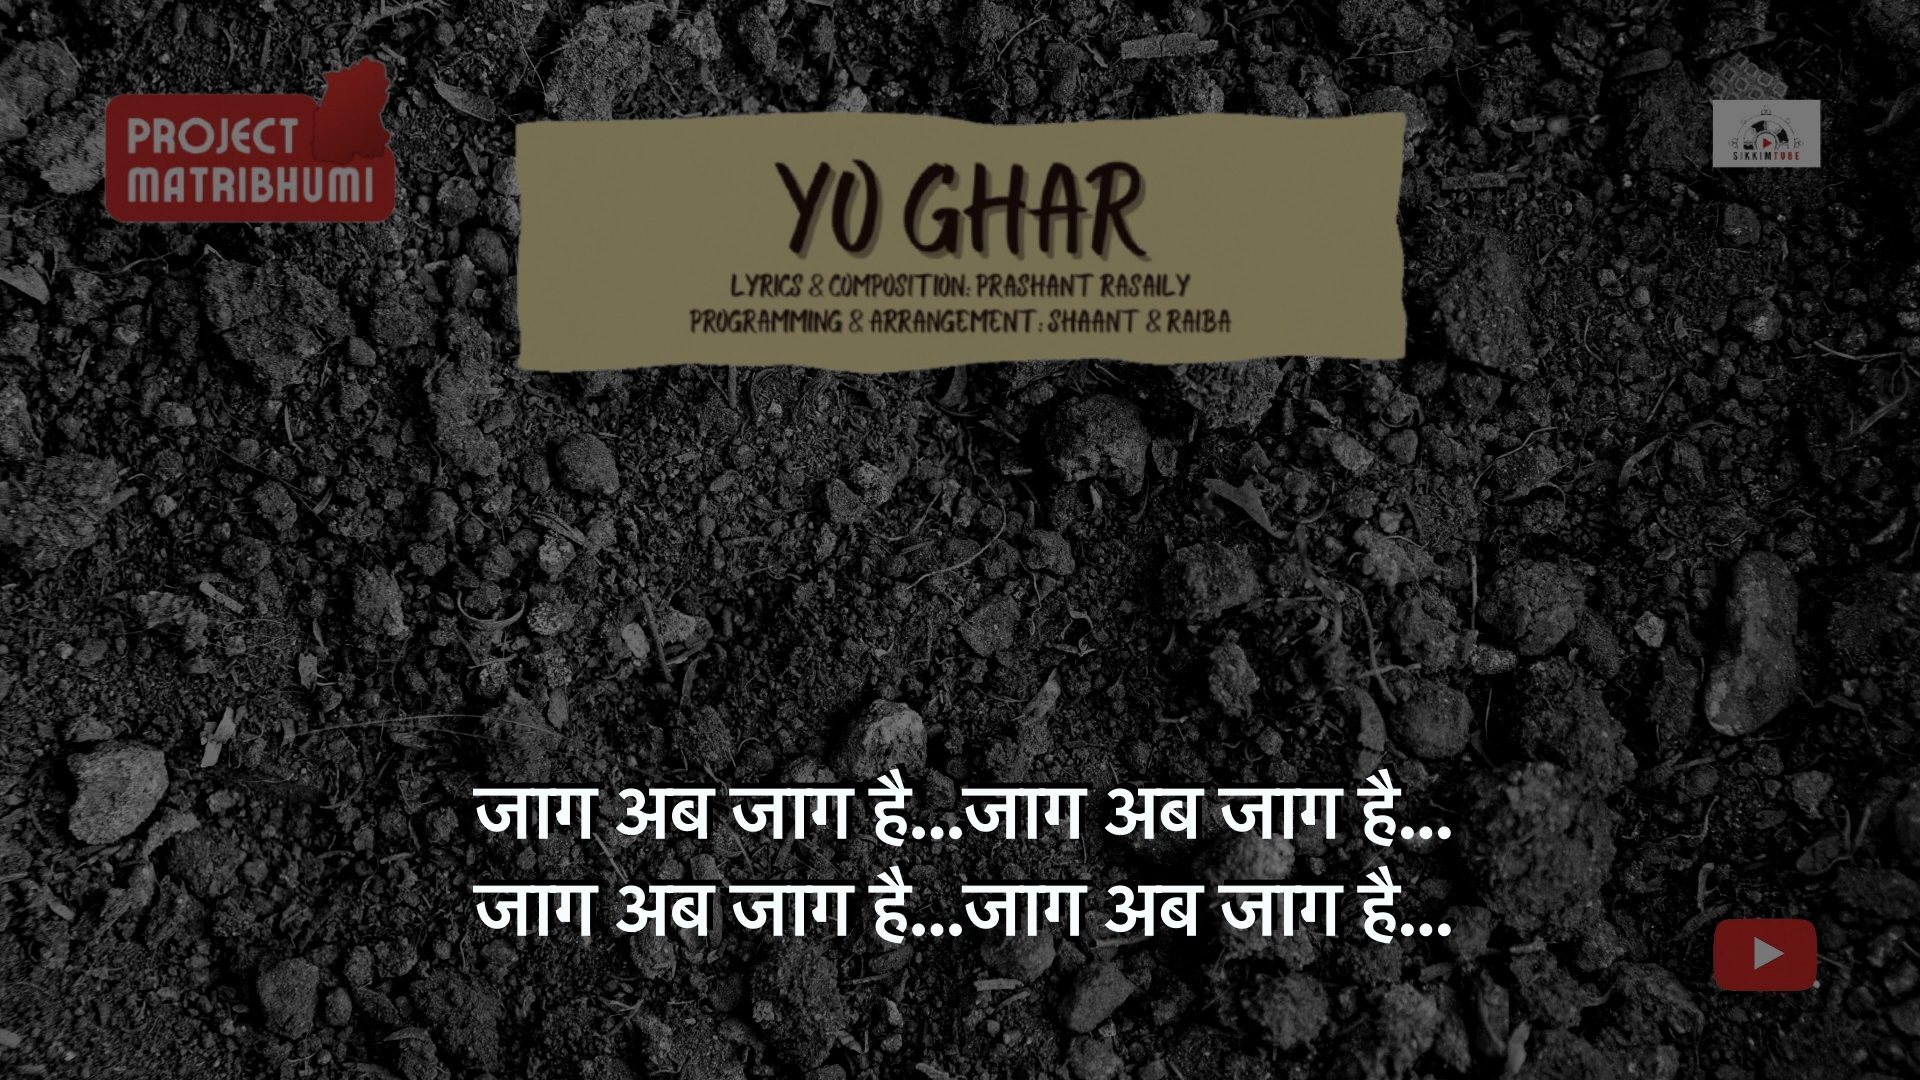 PROJECT
MATRIBHUMI
YO GHAR
LYRICS & COMPOSITION: PRASHANT RASAILY
PROGRAMMING & ARRANGEMENT: SHAANT & RAIBA
SIKKIMTUBE
जाग अब जाग है...जाग अब जाग है...
जाग अब जाग है...जाग अब जाग है...